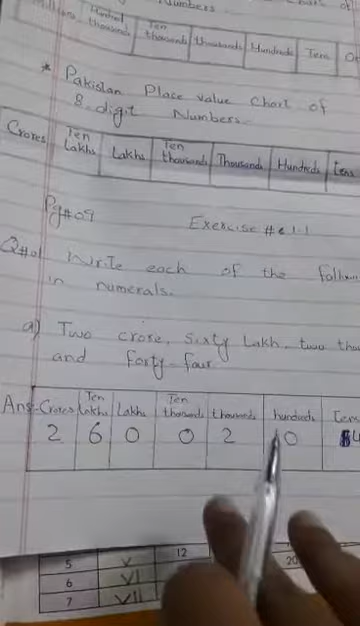 Numbers.
Hundred thousands
Ten thousands
thousands
Hundreds
Tens
* Pakistan Place value Chart of
8-digit Numbers.
Crores
Ten Lakhs
Lakhs
Ten thousands
Thousands
Hundreds
Tens
Pg#09
Exercise # 1.1
Q#01 Write each of the
in numerals.
a) Two crore, sixty Lakh two
and forty-four
Ans-
Crores
Ten Lakhs
Lakhs
Ten thousands
thousands
hundreds
2 6 0 0 2 0 4
5 V 12
6 VI
7 VII
20